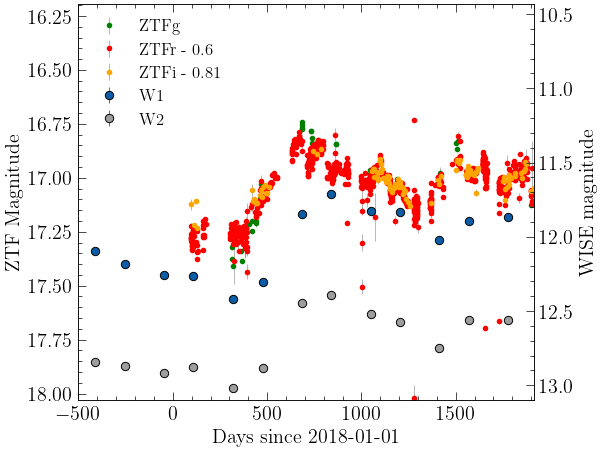 ZTFg
ZTFr - 0.6
ZTFi - 0.81
W1
W2
ZTF Magnitude
16.25
16.50
16.75
17.00
17.25
17.50
17.75
18.00
10.5
11.0
11.5
12.0
12.5
13.0
WISE magnitude
−500
0
500
1000
1500
Days since 2018-01-01